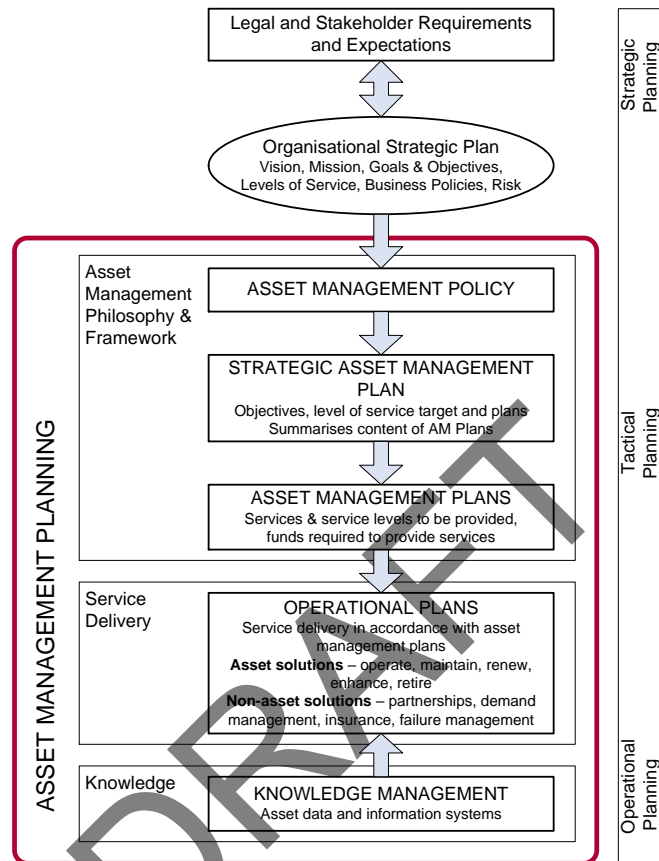 Legal and Stakeholder Requirements
and Expectations
Strategic
Planning
Organisational Strategic Plan
Vision, Mission, Goals & Objectives,
Levels of Service, Business Policies, Risk
ASSET MANAGEMENT PLANNING
Asset
Management
Philosophy &
Framework
ASSET MANAGEMENT POLICY
STRATEGIC ASSET MANAGEMENT
PLAN
Objectives, level of service target and plans
Summarises content of AM Plans
Tactical
Planning
ASSET MANAGEMENT PLANS
Services & service levels to be provided,
funds required to provide services
Service
Delivery
OPERATIONAL PLANS
Service delivery in accordance with asset
management plans
Asset solutions – operate, maintain, renew,
enhance, retire
Non-asset solutions – partnerships, demand
management, insurance, failure management
Knowledge
KNOWLEDGE MANAGEMENT
Asset data and information systems
Operational
Planning
DRAFT